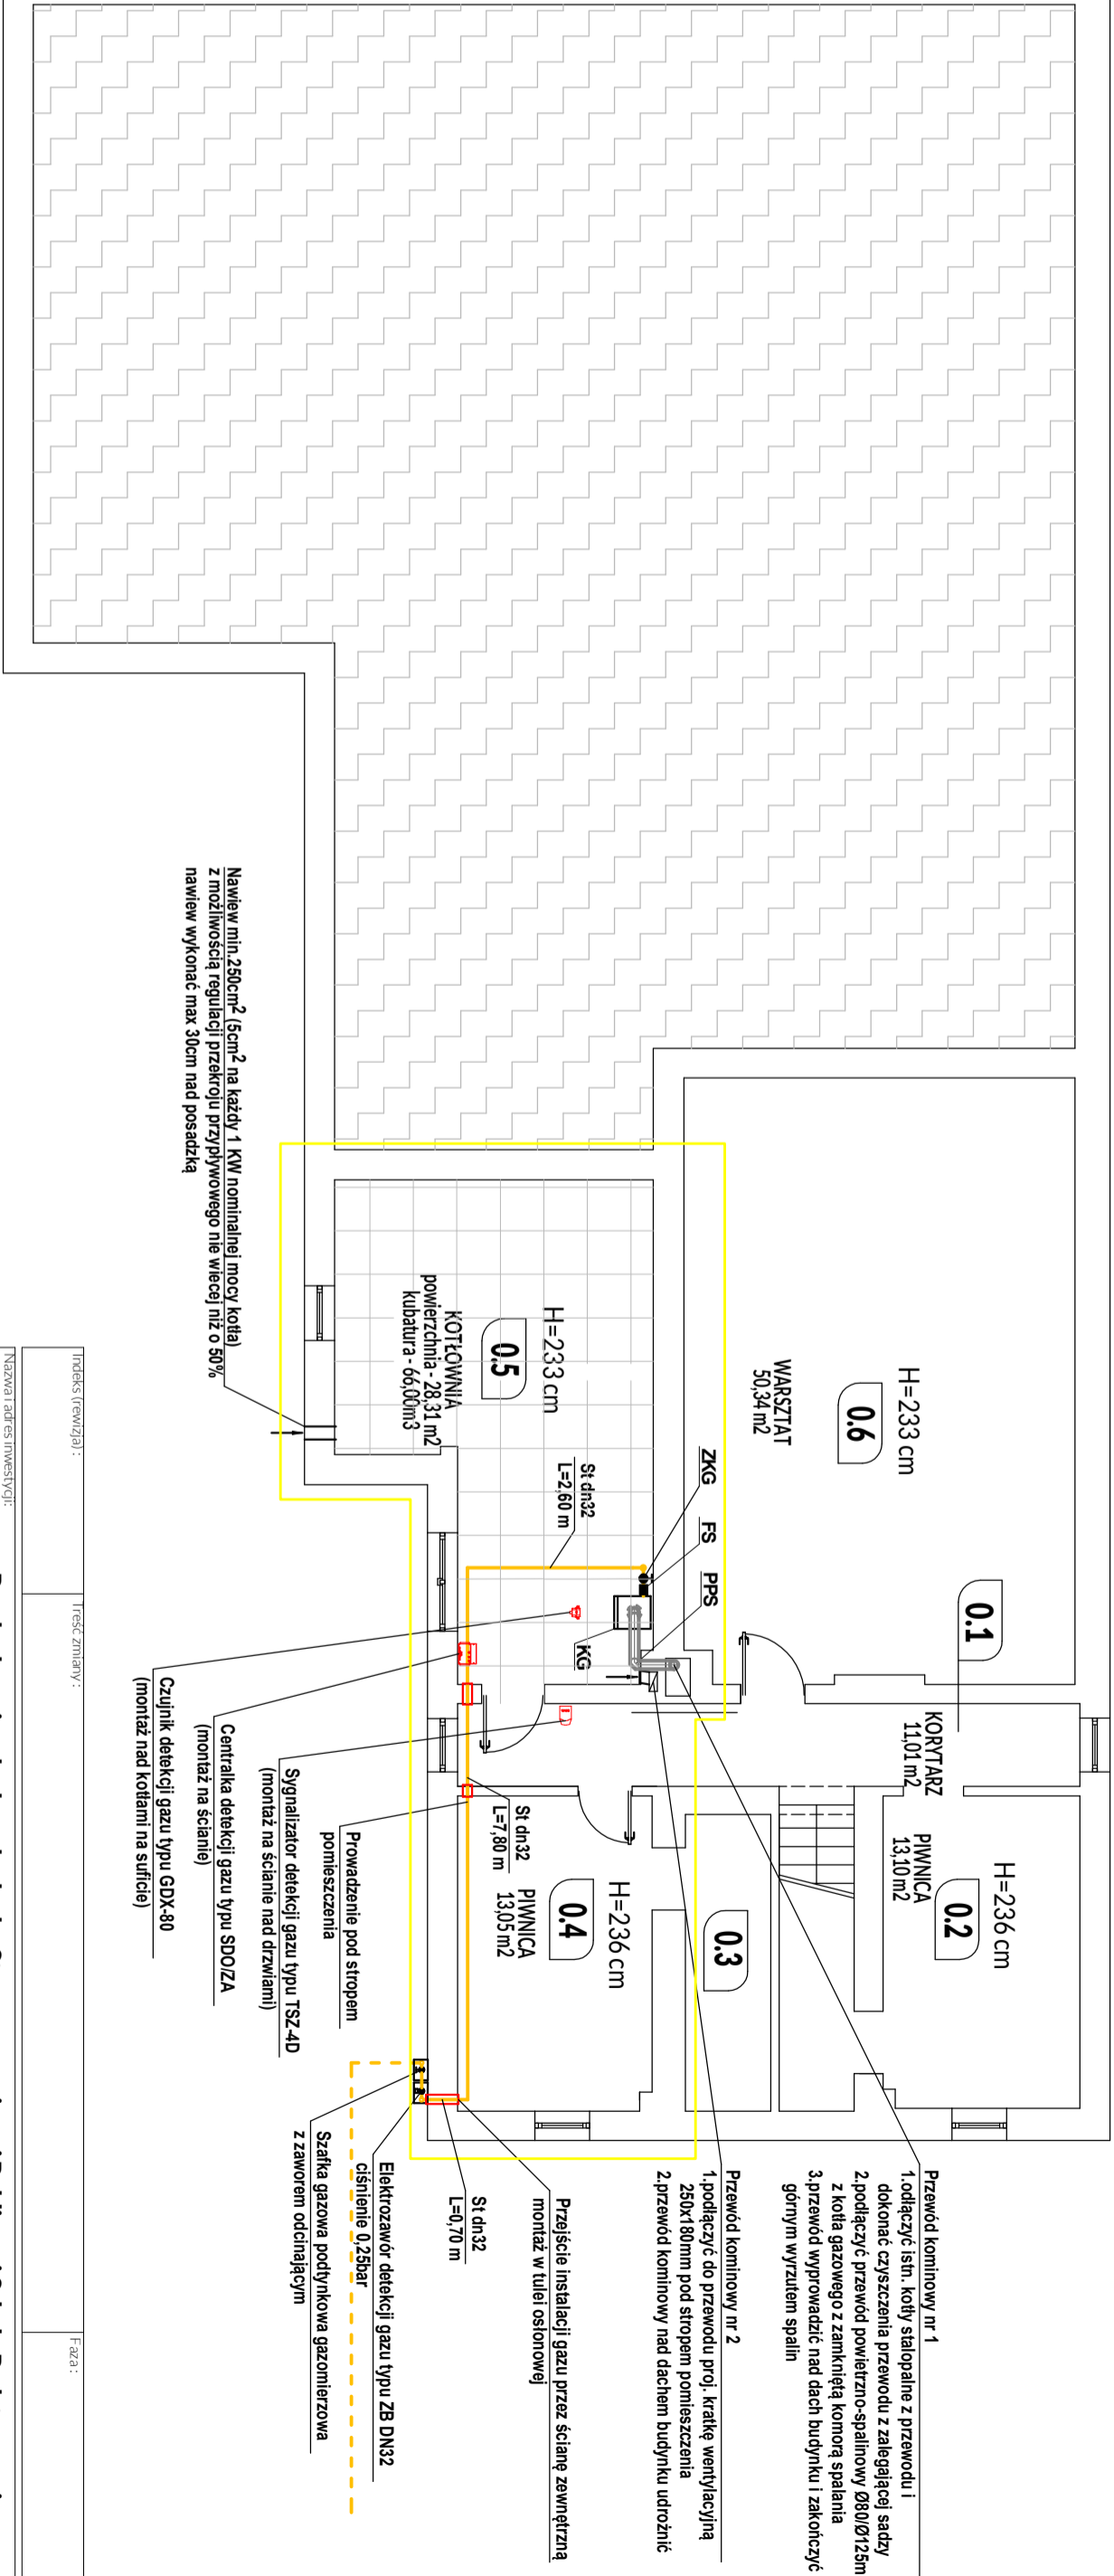 H=233 cm
0.6
WARSZTAT
50,34 m2
0.1
KORYTARZ
11,01 m2
H=236 cm
0.2
PIWNICA
13,10 m2
0.3
H=236 cm
0.4
PIWNICA
13,05 m2
H=233 cm
0.5
KOTŁOWNIA
powierzchnia - 28,31 m2
kubatura - 66,00m3
ZKG
FS
PPS
KG
St dn32
L=2,60 m
St dn32
L=7,80 m
St dn32
L=0,70 m
Przewód kominowy nr 1
1.odłączyć istn. kotły stalopalne z przewodu i
dokonać czyszczenia przewodu z zalegającej sadzy
2.podłączyć przewód powietrzno-spalinowy Ø80/Ø125m
z kotła gazowego z zamkniętą komorą spalania
3.przewód wyprowadzić nad dach budynku i zakończyć
górnym wyrzutem spalin
Przewód kominowy nr 2
1.podłączyć do przewodu proj. kratkę wentylacyjną
250x180mm pod stropem pomieszczenia
2.przewód kominowy nad dachem budynku udrożnić
Przejście instalacji gazu przez ścianę zewnętrzną
montaż w tulei osłonowej
Elektrozawór detekcji gazu typu ZB DN32
ciśnienie 0,25bar
Szafka gazowa podtynkowa gazomierzowa
z zaworem odcinającym
Prowadzenie pod stropem
pomieszczenia
Sygnalizator detekcji gazu typu TSZ-4D
(montaż na ścianie nad drzwiami)
Centralka detekcji gazu typu SDO/ZA
(montaż na ścianie)
Czujnik detekcji gazu typu GDX-80
(montaż nad kotłami na suficie)
Nawiew min.250cm² (5cm² na każdy 1 KW nominalnej mocy kotła)
z możliwością regulacji przekroju przypływowego nie wiecej niż o 50%
nawiew wykonać max 30cm nad posadzką
Indeks (rewizja) :
Treść zmiany :
Faza :
Nazwa i adres inwestycji: